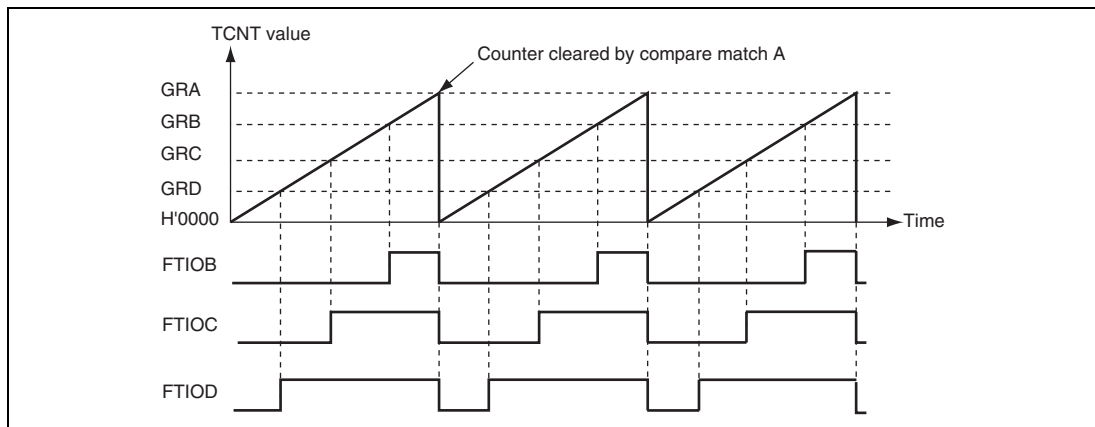 TCNT value
Counter cleared by compare match A
GRA
GRB
GRC
GRD
H'0000
Time
FTIOB
FTIOC
FTIOD